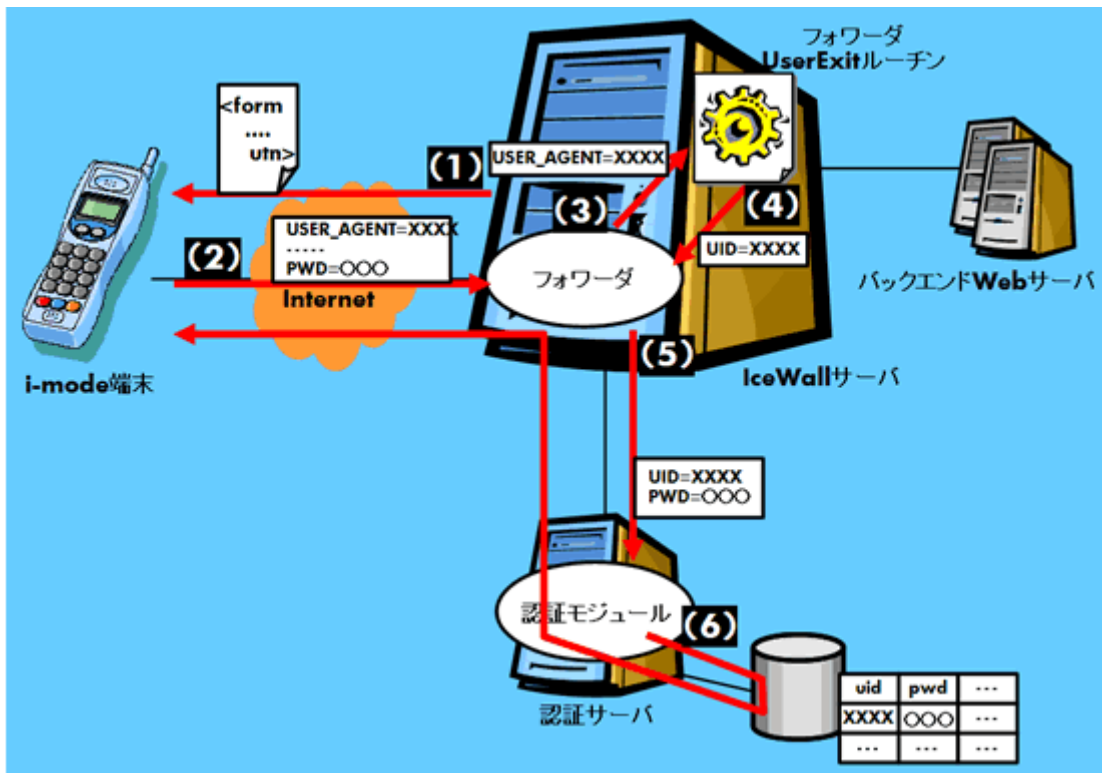 フォワーダ
UserExitルーチン
<form
....
utn>
(1)
USER_AGENT=XXXX
(2)
USER_AGENT=XXXX
.....
PWD=○○○
Internet
(3)
(4)
UID=XXXX
フォワーダ
バックエンドWebサーバ
(5)
IceWallサーバ
i-mode端末
UID=XXXX
PWD=○○○
認証モジュール
(6)
認証サーバ
uid pwd ...
XXXX ○○○ ...
... ... ...